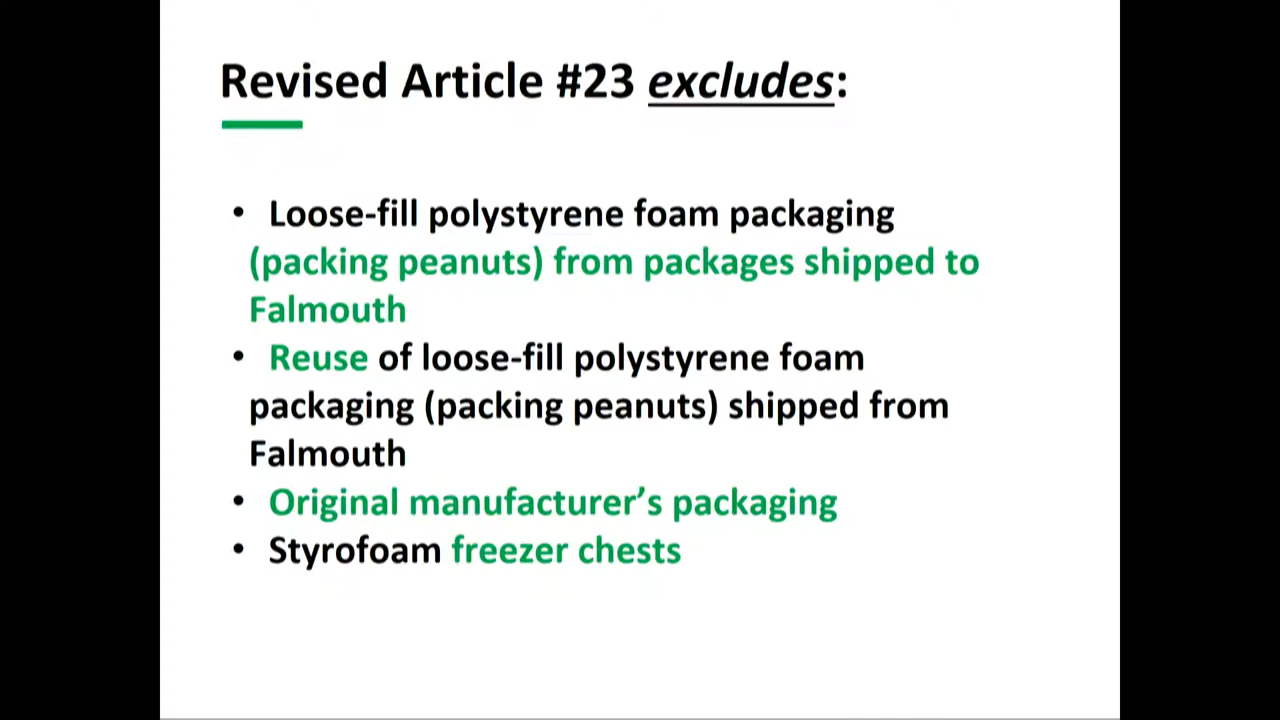 Revised Article #23 excludes:
• Loose-fill polystyrene foam packaging
(packing peanuts) from packages shipped to
Falmouth
• Reuse of loose-fill polystyrene foam
packaging (packing peanuts) shipped from
Falmouth
• Original manufacturer’s packaging
• Styrofoam freezer chests